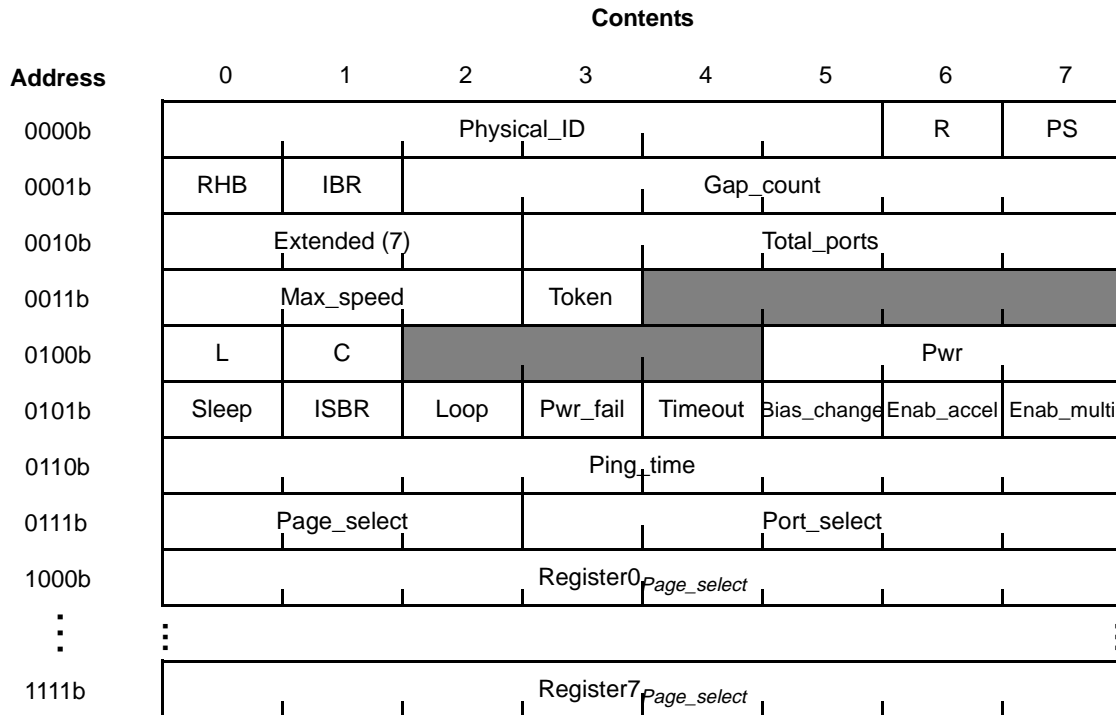 Contents
Address 0 1 2 3 4 5 6 7
0000b Physical_ID R PS
0001b RHB IBR Gap_count
0010b Extended (7) Total_ports
0011b Max_speed Token
0100b L C Pwr
0101b Sleep ISBR Loop Pwr_fail Timeout Bias_change Enab_accel Enab_multi
0110b Ping_time
0111b Page_select Port_select
1000b Register0Page_select
1111b Register7Page_select